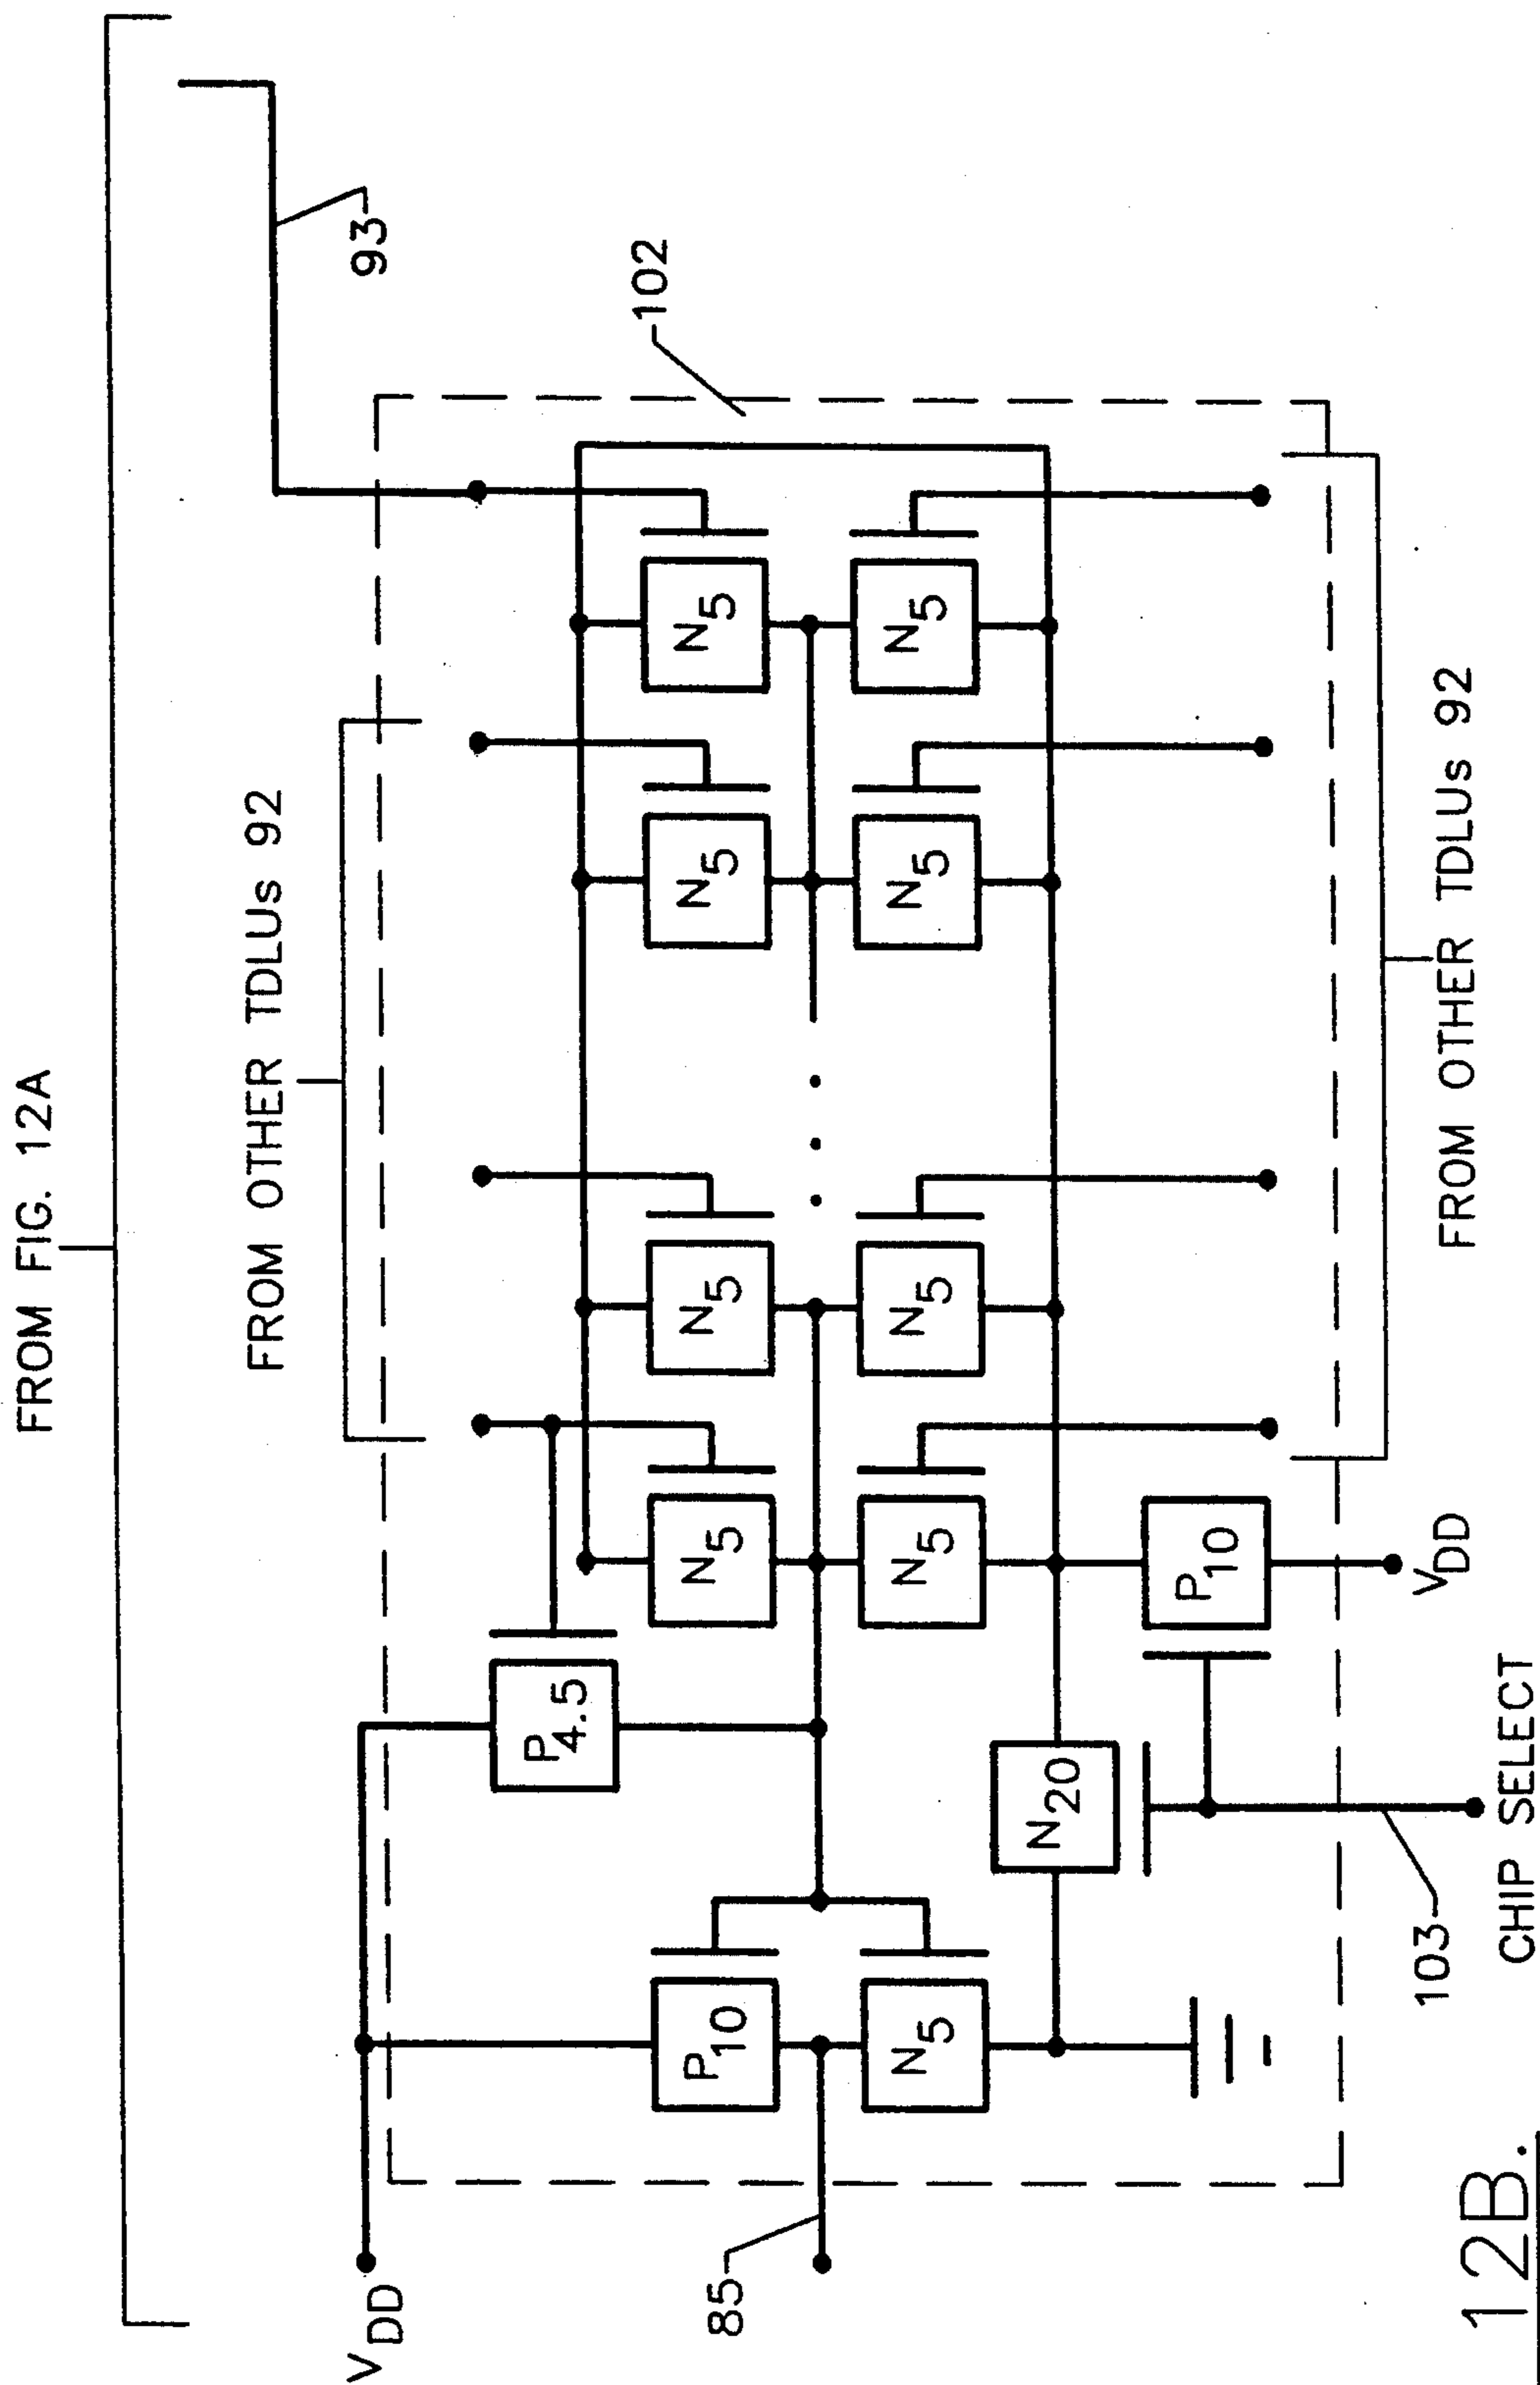 FROM FIG. 12A
FROM OTHER TDLUs 92
93
102
VDD
P4.5
P10
N5
N5
N5
N5
N5
N5
N5
N5
N5
85
N20
P10
VDD
103
CHIP SELECT
FROM OTHER TDLUs 92
12B.